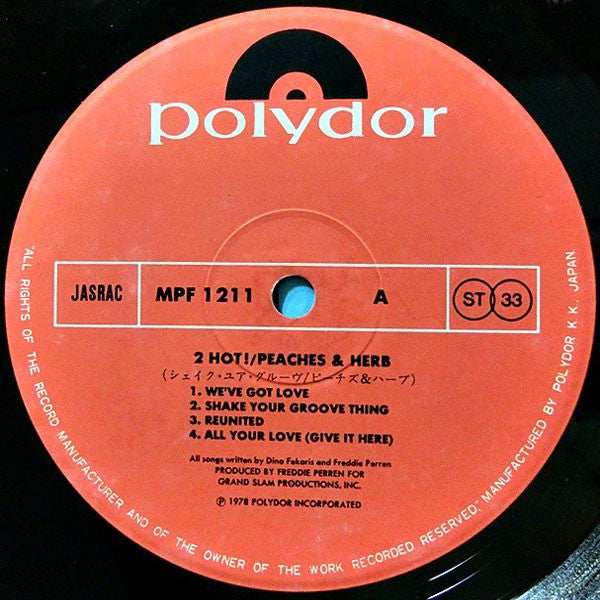 polydor
JASRAC MPF 1211 A ST 33
2 HOT!/PEACHES & HERB
(シェイク・ユア・グルーヴ/ピーチズ&ハーブ)
1. WE'VE GOT LOVE
2. SHAKE YOUR GROOVE THING
3. REUNITED
4. ALL YOUR LOVE (GIVE IT HERE)
All songs written by Dino Fekaris and Freddie Perren
PRODUCED BY FREDDIE PERREN FOR
GRAND SLAM PRODUCTIONS, INC.
℗ 1978 POLYDOR INCORPORATED
"ALL RIGHTS OF THE RECORD MANUFACTURER AND OF THE OWNER OF THE WORK RECORDED RESERVED; MANUFACTURED BY POLYDOR K.K. JAPAN